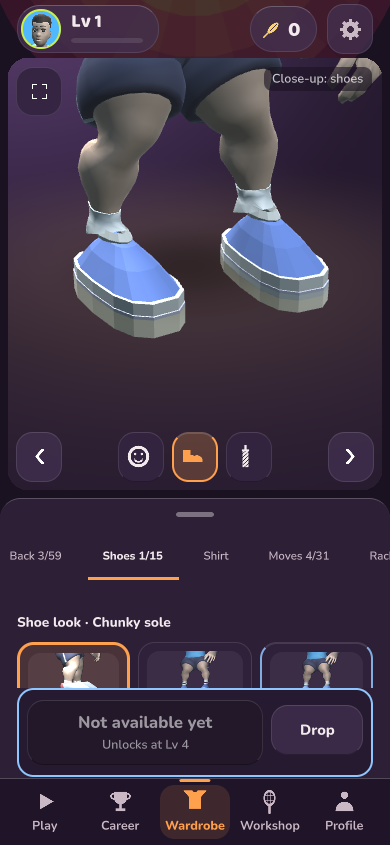 Lv 1
0
Close-up: shoes
Back 3/59
Shoes 1/15
Shirt
Moves 4/31
Shoe look · Chunky sole
Not available yet
Unlocks at Lv 4
Drop
Play
Career
Wardrobe
Workshop
Profile